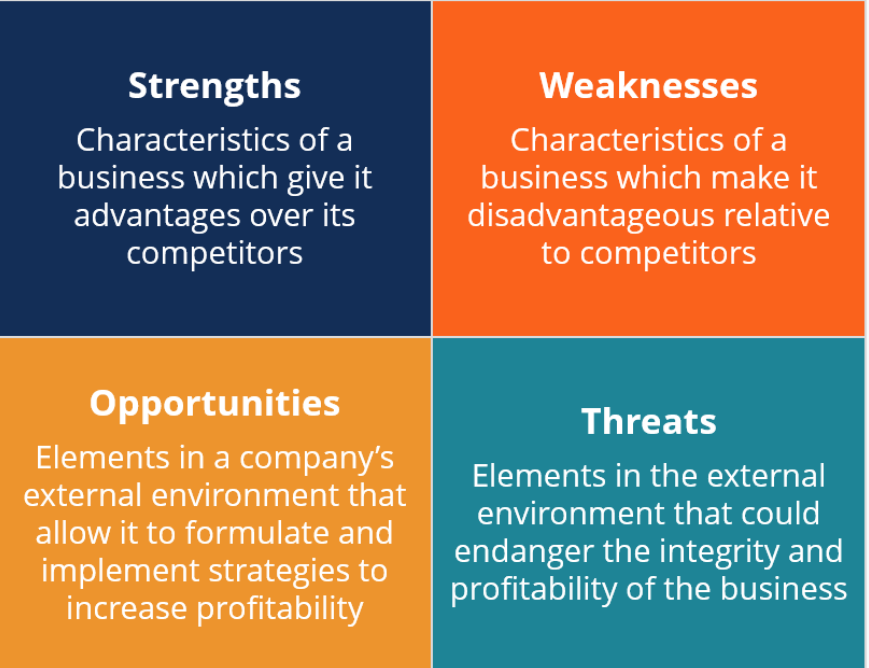 Strengths
Characteristics of a
business which give it
advantages over its
competitors
Weaknesses
Characteristics of a
business which make it
disadvantageous relative
to competitors
Opportunities
Elements in a company’s
external environment that
allow it to formulate and
implement strategies to
increase profitability
Threats
Elements in the external
environment that could
endanger the integrity and
profitability of the business